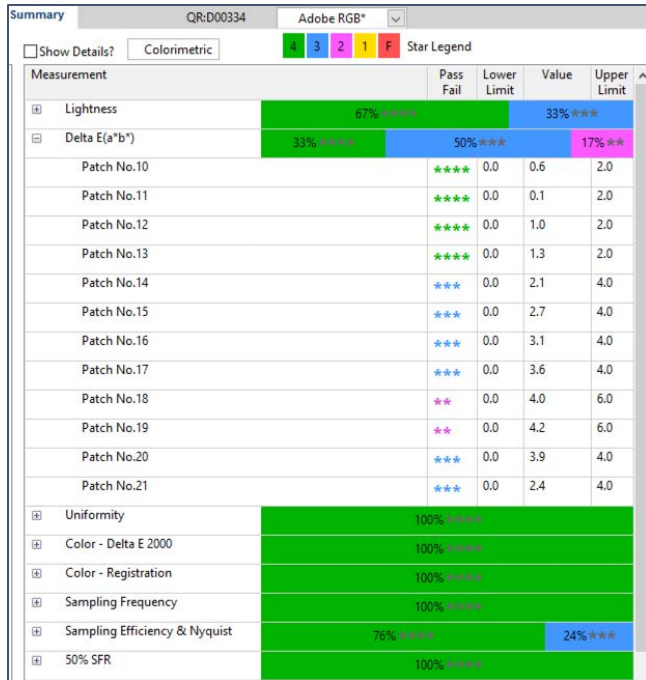 Summary QR:D00334 Adobe RGB*
Show Details? Colorimetric 4 3 2 1 F Star Legend
Measurement Pass Fail Lower Limit Value Upper Limit
Lightness 67%**** 33%***
Delta E(a*b*) 33%**** 50%*** 17%**
Patch No.10 **** 0.0 0.6 2.0
Patch No.11 **** 0.0 0.1 2.0
Patch No.12 **** 0.0 1.0 2.0
Patch No.13 **** 0.0 1.3 2.0
Patch No.14 *** 0.0 2.1 4.0
Patch No.15 *** 0.0 2.7 4.0
Patch No.16 *** 0.0 3.1 4.0
Patch No.17 *** 0.0 3.6 4.0
Patch No.18 ** 0.0 4.0 6.0
Patch No.19 ** 0.0 4.2 6.0
Patch No.20 *** 0.0 3.9 4.0
Patch No.21 *** 0.0 2.4 4.0
Uniformity 100%****
Color - Delta E 2000 100%****
Color - Registration 100%****
Sampling Frequency 100%****
Sampling Efficiency & Nyquist 76%**** 24%***
50% SFR 100%****